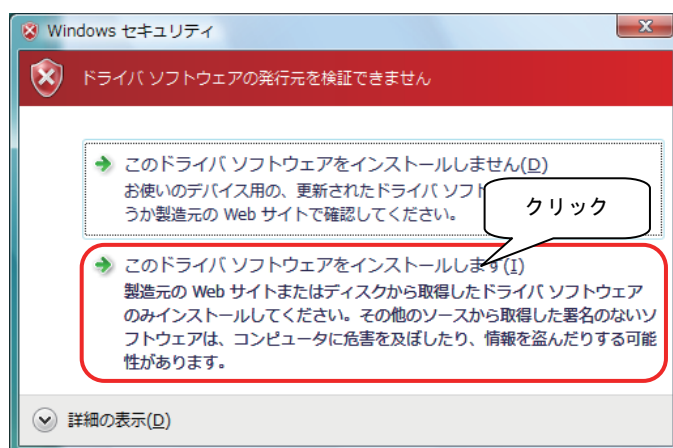 Windows セキュリティ
ドライバ ソフトウェアの発行元を検証できません
このドライバ ソフトウェアをインストールしません(D)
お使いのデバイス用の、更新されたドライバ ソフト
うか製造元の Web サイトで確認してください。
クリック
このドライバ ソフトウェアをインストールします(I)
製造元の Web サイトまたはディスクから取得したドライバ ソフトウェア
のみインストールしてください。その他のソースから取得した署名のないソ
フトウェアは、コンピュータに危害を及ぼしたり、情報を盗んだりする可能
性があります。
詳細の表示(D)